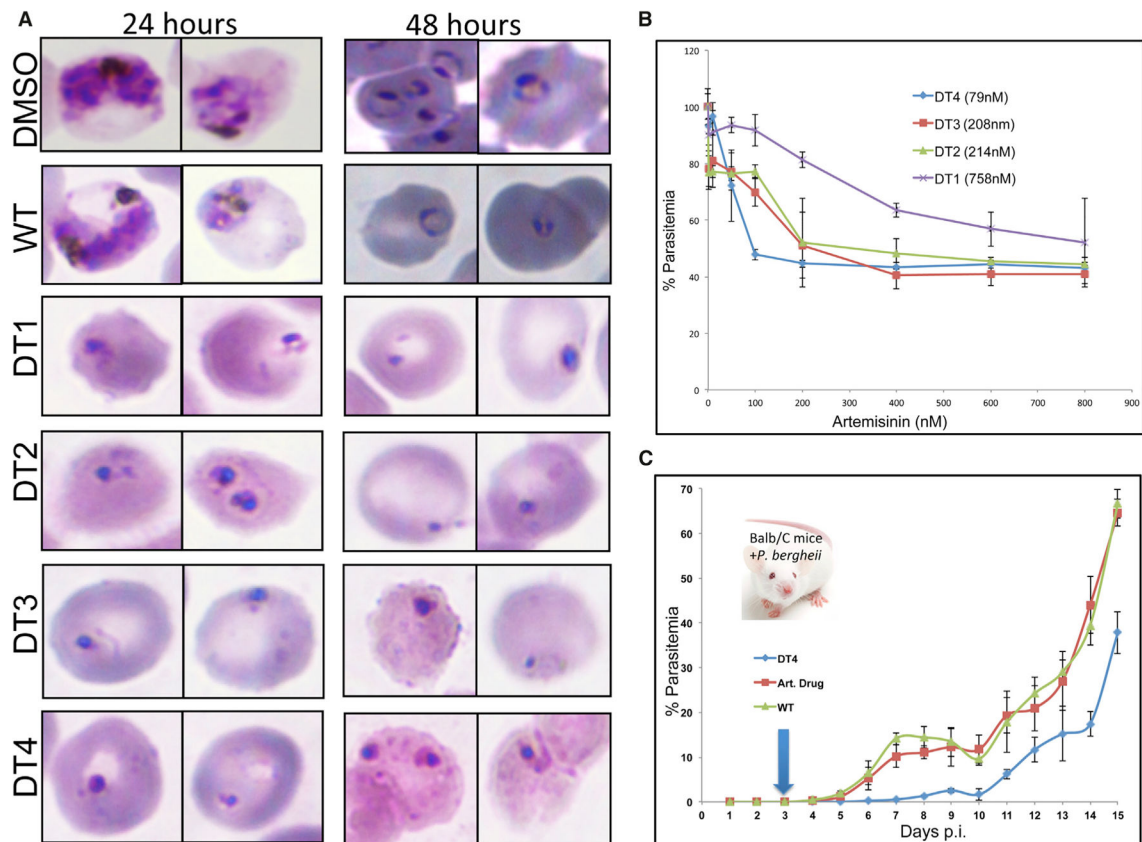 A
24 hours
48 hours
DMSO
WT
DT1
DT2
DT3
DT4
B
120
100
80
60
40
20
0
% Parasitemia
0 100 200 300 400 500 600 700 800 900
Artemisinin (nM)
DT4 (79nM)
DT3 (208nm)
DT2 (214nM)
DT1 (758nM)
C
70
60
50
40
30
20
10
0
% Parasitemia
Balb/C mice
+P. bergheii
DT4
Art. Drug
WT
0 1 2 3 4 5 6 7 8 9 10 11 12 13 14 15
Days p.i.